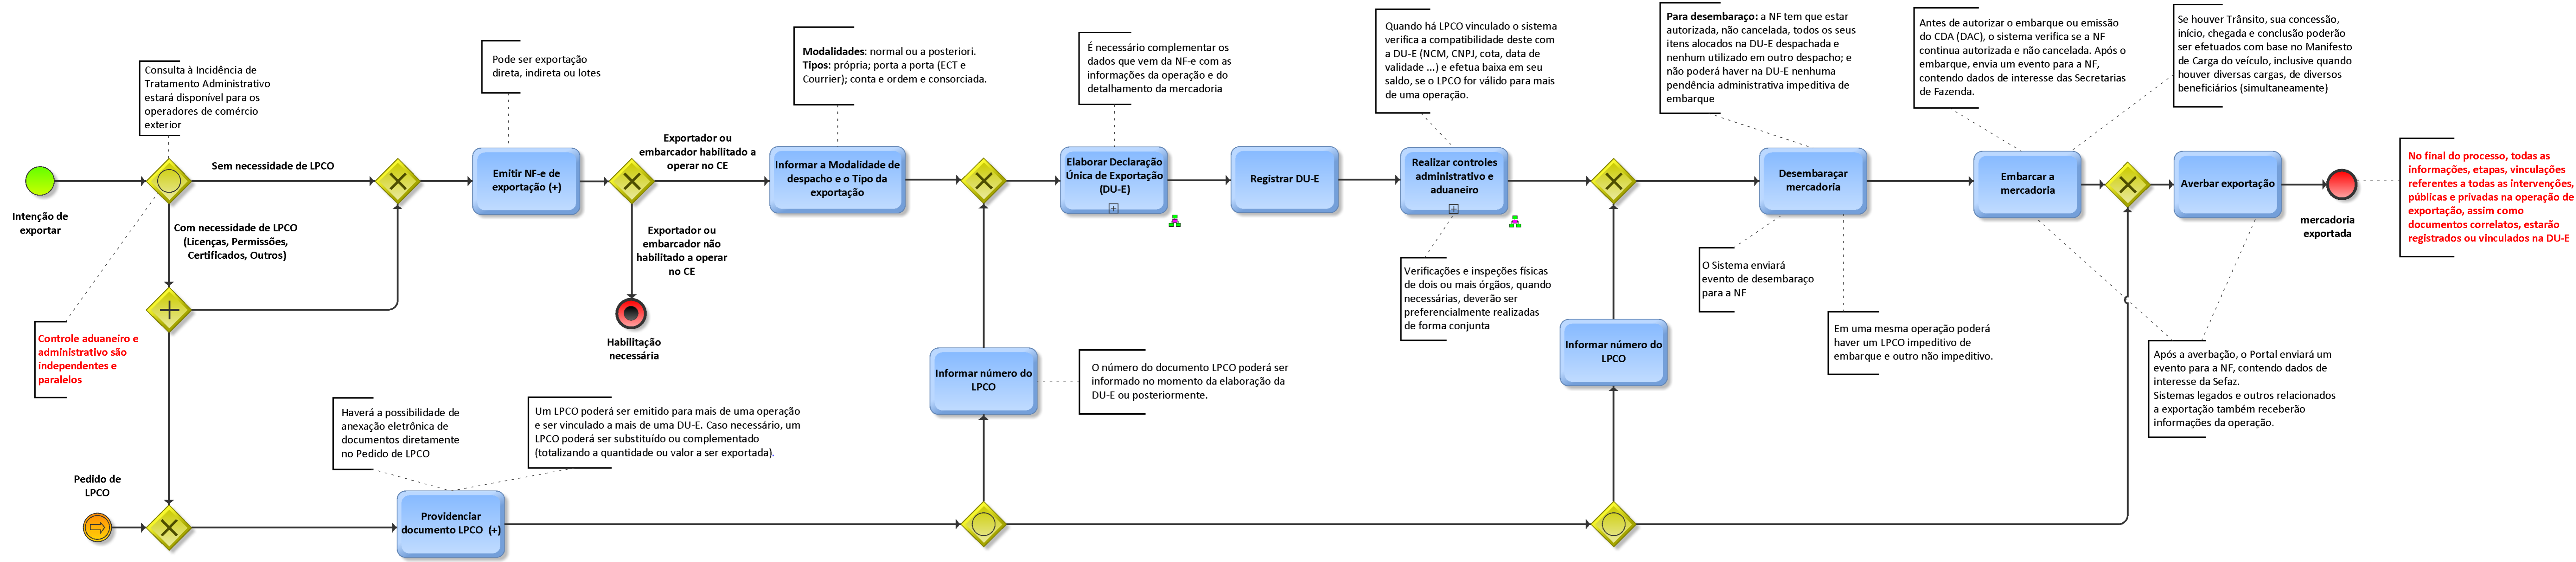 Consulta à Incidência de
Tratamento Administrativo
estará disponível para os
operadores de comércio
exterior
Pode ser exportação
direta, indireta ou lotes
Modalidades: normal ou a posteriori.
Tipos: própria; porta a porta (ECT e
Courrier); conta e ordem e consorciada.
É necessário complementar os
dados que vem da NF-e com as
informações da operação e do
detalhamento da mercadoria
Quando há LPCO vinculado o sistema
verifica a compatibilidade deste com
a DU-E (NCM, CNPJ, cota, data de
validade ...) e efetua baixa em seu
saldo, se o LPCO for válido para mais
de uma operação.
Para desembaraço: a NF tem que estar
autorizada, não cancelada, todos os seus
itens alocados na DU-E despachada e
nenhum utilizado em outro despacho; e
não poderá haver na DU-E nenhuma
pendência administrativa impeditiva de
embarque
Antes de autorizar o embarque ou emissão
do CDA (DAC), o sistema verifica se a NF
continua autorizada e não cancelada. Após o
embarque, envia um evento para a NF,
contendo dados de interesse das Secretarias
de Fazenda.
Se houver Trânsito, sua concessão,
início, chegada e conclusão poderão
ser efetuados com base no Manifesto
de Carga do veículo, inclusive quando
houver diversas cargas, de diversos
beneficiários (simultaneamente)
Intenção de
exportar
Sem necessidade de LPCO
Com necessidade de LPCO
(Licenças, Permissões,
Certificados, Outros)
Emitir NF-e de
exportação (+)
Exportador ou
embarcador habilitado a
operar no CE
Exportador ou
embarcador não
habilitado a operar
no CE
Habilitação
necessária
Informar a Modalidade de
despacho e o Tipo da
exportação
Elaborar Declaração
Única de Exportação
(DU-E)
Registrar DU-E
Realizar controles
administrativo e
aduaneiro
Desembaraçar
mercadoria
Embarcar a
mercadoria
Averbar exportação
mercadoria
exportada
No final do processo, todas as
informações, etapas, vinculações
referentes a todas as intervenções,
públicas e privadas na operação de
exportação, assim como
documentos correlatos, estarão
registrados ou vinculados na DU-E
Controle aduaneiro e
administrativo são
independentes e
paralelos
Verificações e inspeções físicas
de dois ou mais órgãos, quando
necessárias, deverão ser
preferencialmente realizadas
de forma conjunta
O Sistema enviará
evento de desembaraço
para a NF
Em uma mesma operação poderá
haver um LPCO impeditivo de
embarque e outro não impeditivo.
Após a averbação, o Portal enviará um
evento para a NF, contendo dados de
interesse da Sefaz.
Sistemas legados e outros relacionados
a exportação também receberão
informações da operação.
Informar número do
LPCO
O número do documento LPCO poderá ser
informado no momento da elaboração da
DU-E ou posteriormente.
Informar número do
LPCO
Haverá a possibilidade de
anexação eletrônica de
documentos diretamente
no Pedido de LPCO
Um LPCO poderá ser emitido para mais de uma operação
e ser vinculado a mais de uma DU-E. Caso necessário, um
LPCO poderá ser substituído ou complementado
(totalizando a quantidade ou valor a ser exportada).
Pedido de
LPCO
Providenciar
documento LPCO (+)